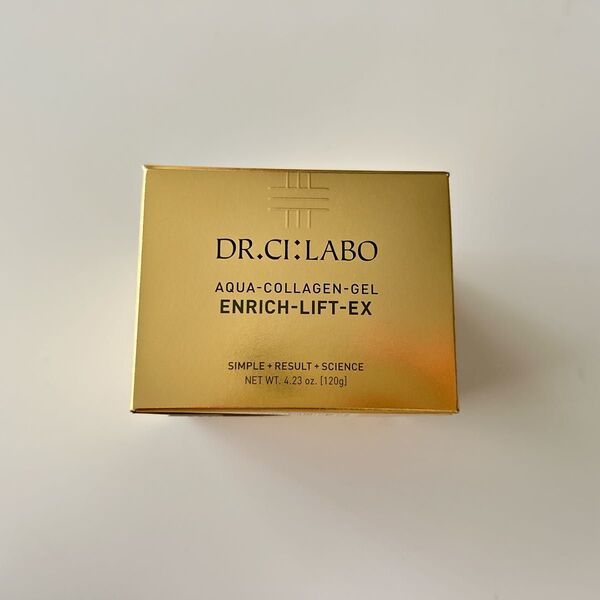 DR.CI:LABO
AQUA-COLLAGEN-GEL
ENRICH-LIFT-EX
SIMPLE + RESULT + SCIENCE
NET WT. 4.23 oz. [120g]